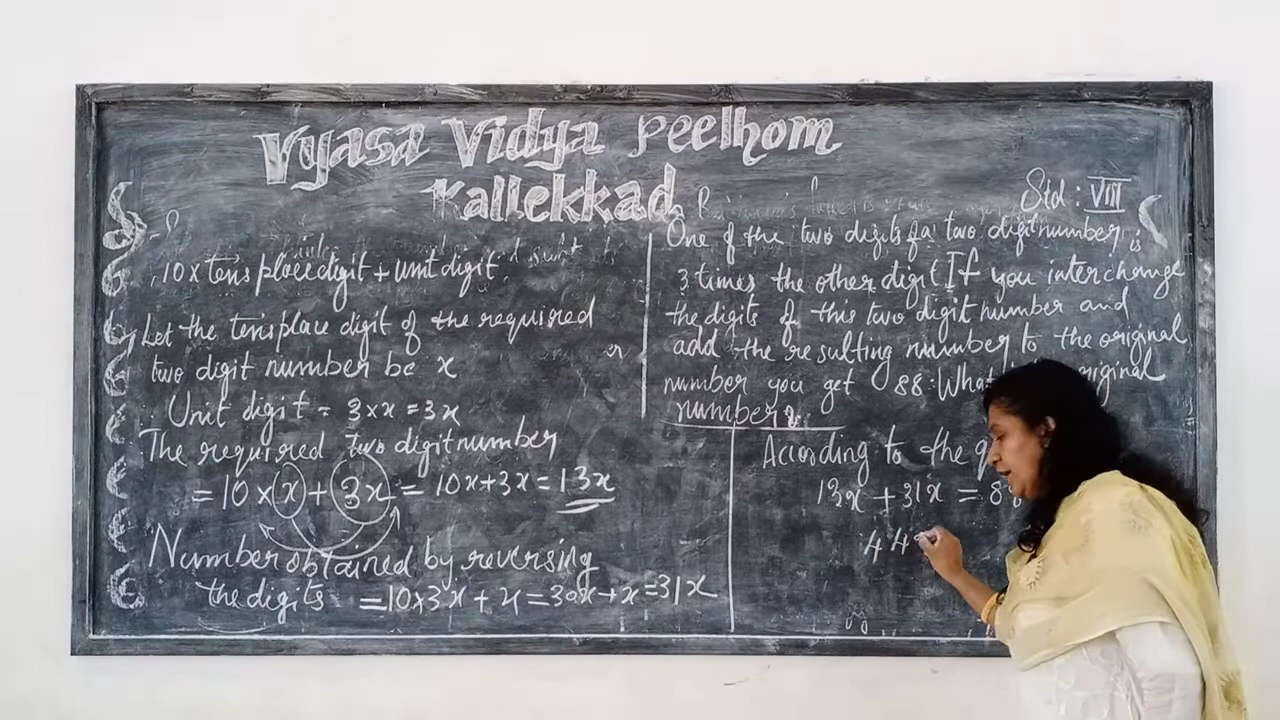 Vyasa Vidya Peelhom
Kallekkad.
Std : VIII
10 x tens place digit + unit digit.
Let the tensplace digit of the required
two digit number be x
Unit digit = 3 x x = 3x
The required two digit number
= 10 x x + 3x = 10x + 3x = 13x
Number obtained by reversing
the digits = 10 x 3x + x = 30x + x = 31x
One of the two digits of a two digit number is
3 times the other digit. If you interchange
the digits of this two digit number and
add the resulting number to the original
number you get 88. What original
number?
According to the
13x + 31x = 8
44